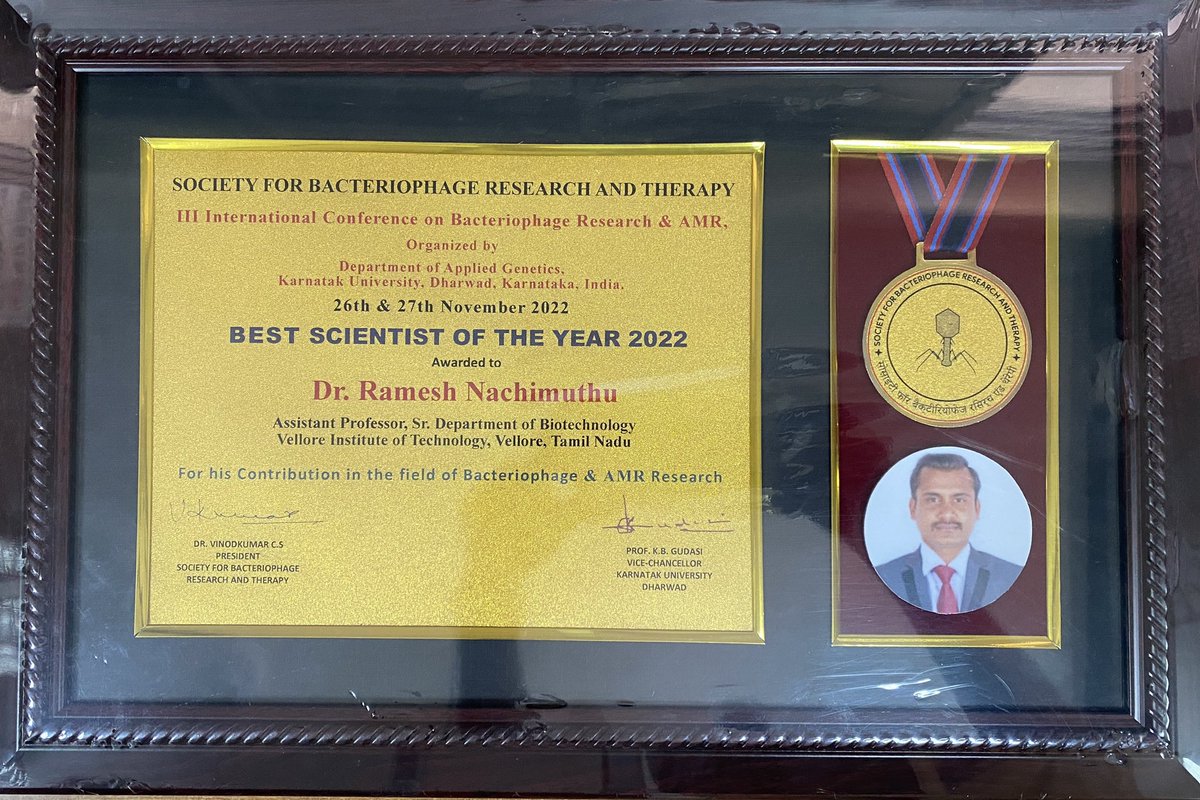 SOCIETY FOR BACTERIOPHAGE RESEARCH AND THERAPY
III International Conference on Bacteriophage Research & AMR,
Organized by
Department of Applied Genetics,
Karnatak University, Dharwad, Karnataka, India.
26th & 27th November 2022
BEST SCIENTIST OF THE YEAR 2022
Awarded to
Dr. Ramesh Nachimuthu
Assistant Professor, Sr. Department of Biotechnology
Vellore Institute of Technology, Vellore, Tamil Nadu
For his Contribution in the field of Bacteriophage & AMR Research
DR. VINODKUMAR C.S
PRESIDENT
SOCIETY FOR BACTERIOPHAGE
RESEARCH AND THERAPY
PROF. K.B. GUDASI
VICE-CHANCELLOR
KARNATAK UNIVERSITY
DHARWAD
SOCIETY FOR BACTERIOPHAGE RESEARCH AND THERAPY
सोसाइटी फॉर बैकटीरियोफेज रसिरच एंड थेरेपी